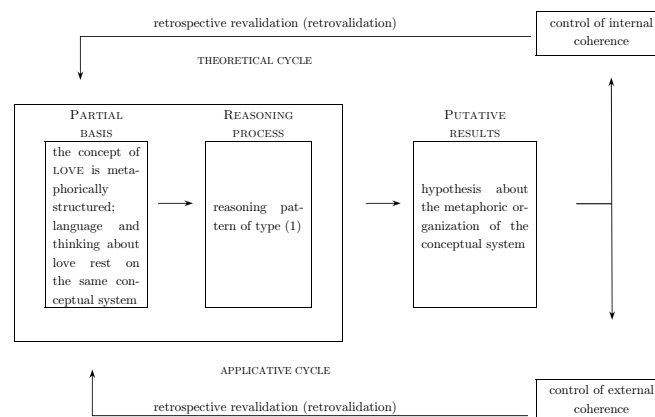 retrospective revalidation (retrovalidation)
control of internal
coherence
THEORETICAL CYCLE
PARTIAL
BASIS
REASONING
PROCESS
PUTATIVE
RESULTS
the concept of
LOVE is meta-
phorically
structured;
language and
thinking about
love rest on
the same con-
ceptual system
reasoning pat-
tern of type (1)
hypothesis about
the metaphoric or-
ganization of the
conceptual system
APPLICATIVE CYCLE
retrospective revalidation (retrovalidation)
control of external
coherence